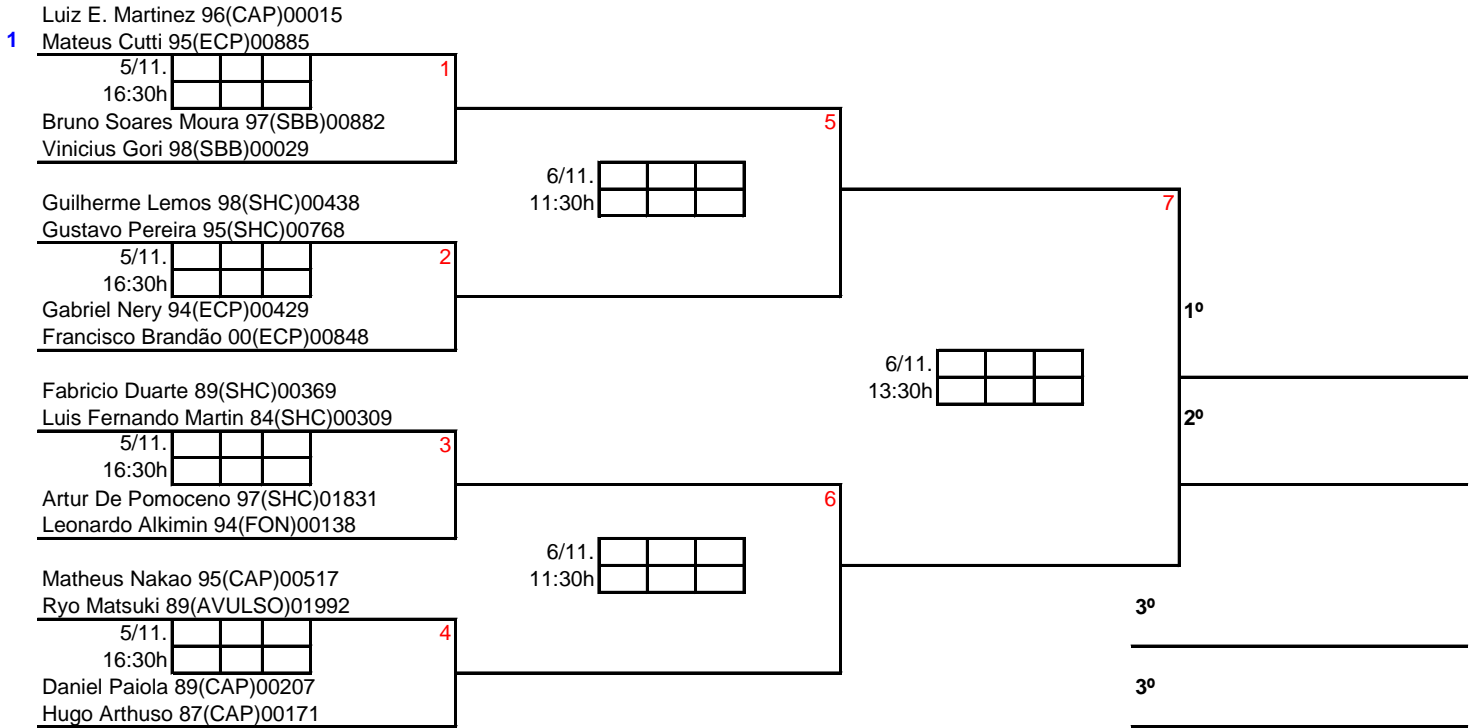 Luiz E. Martinez 96(CAP)00015
1 Mateus Cutti 95(ECP)00885
5/11. 1
16:30h
Bruno Soares Moura 97(SBB)00882 5
Vinicius Gori 98(SBB)00029
6/11.
11:30h
Guilherme Lemos 98(SHC)00438 7
Gustavo Pereira 95(SHC)00768
5/11. 2
16:30h
Gabriel Nery 94(ECP)00429 1º
Francisco Brandão 00(ECP)00848
6/11.
13:30h
Fabricio Duarte 89(SHC)00369
Luis Fernando Martin 84(SHC)00309 2º
5/11. 3
16:30h
Artur De Pomoceno 97(SHC)01831 6
Leonardo Alkimin 94(FON)00138
6/11.
11:30h
Matheus Nakao 95(CAP)00517
Ryo Matsuki 89(AVULSO)01992 3º
5/11. 4
16:30h
Daniel Paiola 89(CAP)00207 3º
Hugo Arthuso 87(CAP)00171